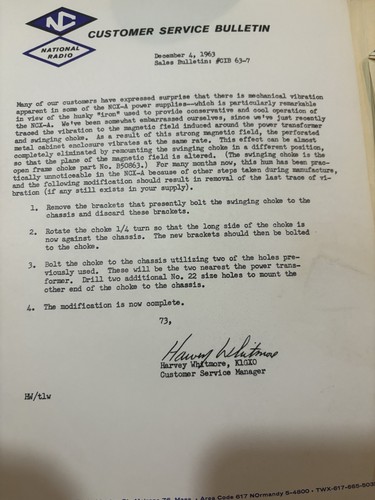 NC
NATIONAL
RADIO
CUSTOMER SERVICE BULLETIN
December 4, 1963
Sales Bulletin: #GIB 63-7
Many of our customers have expressed surprise that there is mechanical vibration
apparent in some of the NCX-A power supplies--which is particularly remarkable
in view of the husky "iron" used to provide conservative and cool operation of
the NCX-A. We've been somewhat embarrassed ourselves, since we've just recently
traced the vibration to the magnetic field induced around the power transformer
and swinging choke. As a result of this strong magnetic field, the perforated
metal cabinet enclosure vibrates at the same rate. This effect can be almost
completely eliminated by remounting the swinging choke in a different position,
so that the plane of the magnetic field is altered. (The swinging choke is the
open frame choke part No. B50863.) For many months now, this hum has been prac-
tically unnoticeable in the NCX-A because of other steps taken during manufacture,
and the following modification should result in removal of the last trace of vi-
bration (if any still exists in your supply).
1. Remove the brackets that presently bolt the swinging choke to the
chassis and discard these brackets.
2. Rotate the choke 1/4 turn so that the long side of the choke is
now against the chassis. The new brackets should then be bolted
to the choke.
3. Bolt the choke to the chassis utilizing two of the holes pre-
viously used. These will be the two nearest the power trans-
former. Drill two additional No. 22 size holes to mount the
other end of the choke to the chassis.
4. The modification is now complete.
73,
Harvey Whitmore
Harvey Whitmore, K1GXO
Customer Service Manager
HW/tlw
Mass. • Area Code 617 NOrmandy 2-4800 • TWX-617-665-